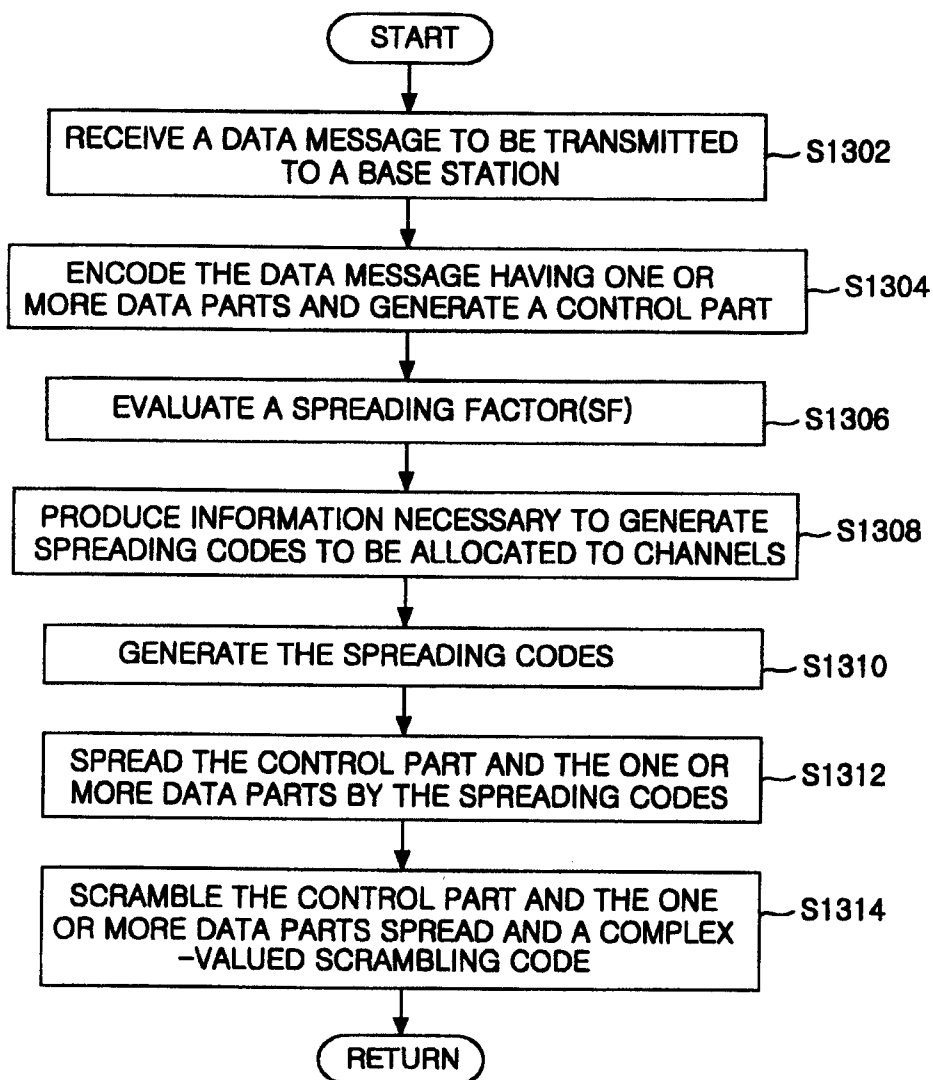 START
RECEIVE A DATA MESSAGE TO BE TRANSMITTED
TO A BASE STATION
S1302
ENCODE THE DATA MESSAGE HAVING ONE OR
MORE DATA PARTS AND GENERATE A CONTROL PART
S1304
EVALUATE A SPREADING FACTOR(SF)
S1306
PRODUCE INFORMATION NECESSARY TO GENERATE
SPREADING CODES TO BE ALLOCATED TO CHANNELS
S1308
GENERATE THE SPREADING CODES
S1310
SPREAD THE CONTROL PART AND THE ONE OR
MORE DATA PARTS BY THE SPREADING CODES
S1312
SCRAMBLE THE CONTROL PART AND THE ONE
OR MORE DATA PARTS SPREAD AND A COMPLEX
-VALUED SCRAMBLING CODE
S1314
RETURN